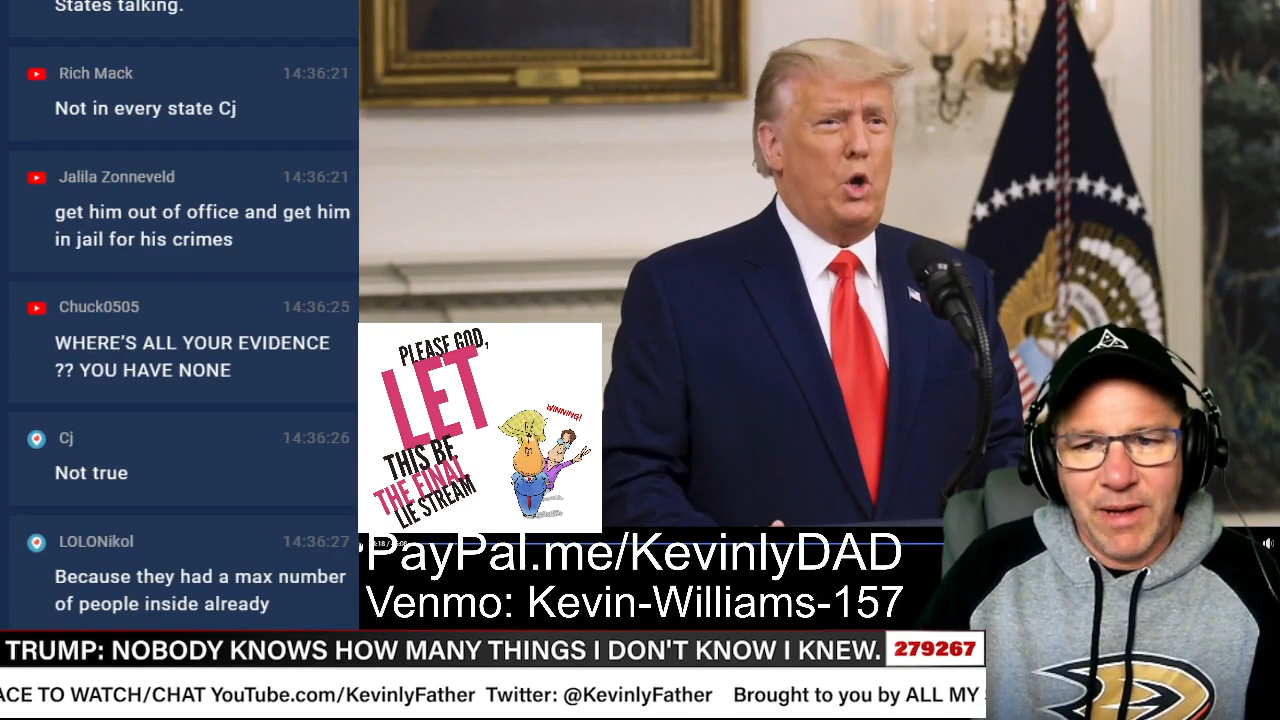 States talking.
Rich Mack 14:36:21
Not in every state Cj
Jalila Zonneveld 14:36:21
get him out of office and get him
in jail for his crimes
Chuck0505 14:36:25
WHERE'S ALL YOUR EVIDENCE
?? YOU HAVE NONE
Cj 14:36:26
Not true
LOLONikol 14:36:27
Because they had a max number
of people inside already
PLEASE GOD,
LET
THIS BE
THE FINAL
LIE STREAM
WINNING!
PayPal.me/KevinlyDAD
Venmo: Kevin-Williams-157
TRUMP: NOBODY KNOWS HOW MANY THINGS I DON'T KNOW I KNEW. 279267
ACE TO WATCH/CHAT YouTube.com/KevinlyFather Twitter: @KevinlyFather Brought to you by ALL MY